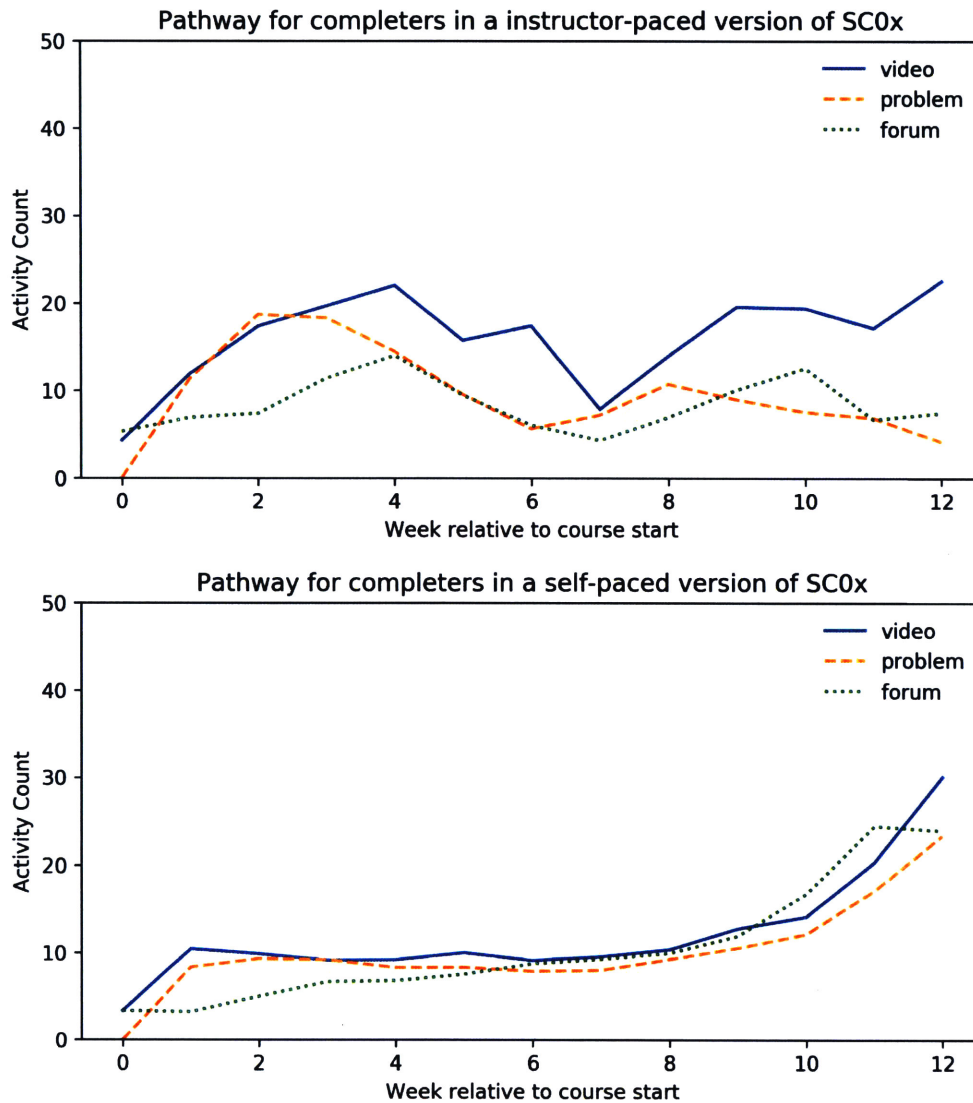 Pathway for completers in a instructor-paced version of SC0x
50
40
30
20
10
0
Activity Count
video
problem
forum
0 2 4 6 8 10 12
Week relative to course start
Pathway for completers in a self-paced version of SC0x
50
40
30
20
10
0
Activity Count
video
problem
forum
0 2 4 6 8 10 12
Week relative to course start